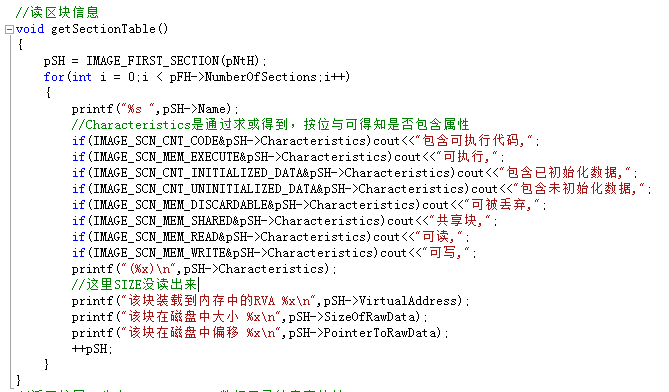 //读区块信息
void getSectionTable()
{
pSH = IMAGE_FIRST_SECTION(pNtH);
for(int i = 0;i < pFH->NumberOfSections;i++)
{
printf("%s ",pSH->Name);
//Characteristics是通过求或得到，按位与可得知是否包含属性
if(IMAGE_SCN_CNT_CODE&pSH->Characteristics)cout<<"包含可执行代码,";
if(IMAGE_SCN_MEM_EXECUTE&pSH->Characteristics)cout<<"可执行,";
if(IMAGE_SCN_CNT_INITIALIZED_DATA&pSH->Characteristics)cout<<"包含已初始化数据,";
if(IMAGE_SCN_CNT_UNINITIALIZED_DATA&pSH->Characteristics)cout<<"包含未初始化数据,";
if(IMAGE_SCN_MEM_DISCARDABLE&pSH->Characteristics)cout<<"可被丢弃,";
if(IMAGE_SCN_MEM_SHARED&pSH->Characteristics)cout<<"共享块,";
if(IMAGE_SCN_MEM_READ&pSH->Characteristics)cout<<"可读,";
if(IMAGE_SCN_MEM_WRITE&pSH->Characteristics)cout<<"可写,";
printf("(%x)\n",pSH->Characteristics);
//这里SIZE没读出来
printf("该块装载到内存中的RVA %x\n",pSH->VirtualAddress);
printf("该块在磁盘中大小 %x\n",pSH->SizeOfRawData);
printf("该块在磁盘中偏移 %x\n",pSH->PointerToRawData);
++pSH;
}
}